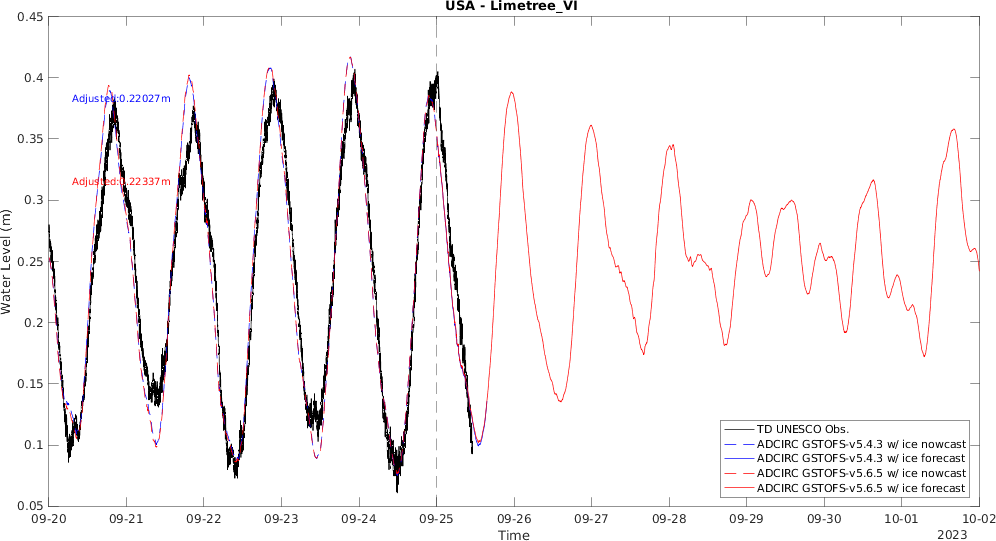 USA - Limetree_VI
0.45
0.4
0.35
0.3
0.25
0.2
0.15
0.1
0.05
Water Level (m)
Adjusted:0.22027m
Adjusted:0.22337m
TD UNESCO Obs.
ADCIRC GSTOFS-v5.4.3 w/ ice nowcast
ADCIRC GSTOFS-v5.4.3 w/ ice forecast
ADCIRC GSTOFS-v5.6.5 w/ ice nowcast
ADCIRC GSTOFS-v5.6.5 w/ ice forecast
09-20 09-21 09-22 09-23 09-24 09-25 09-26 09-27 09-28 09-29 09-30 10-01 10-02
Time
2023